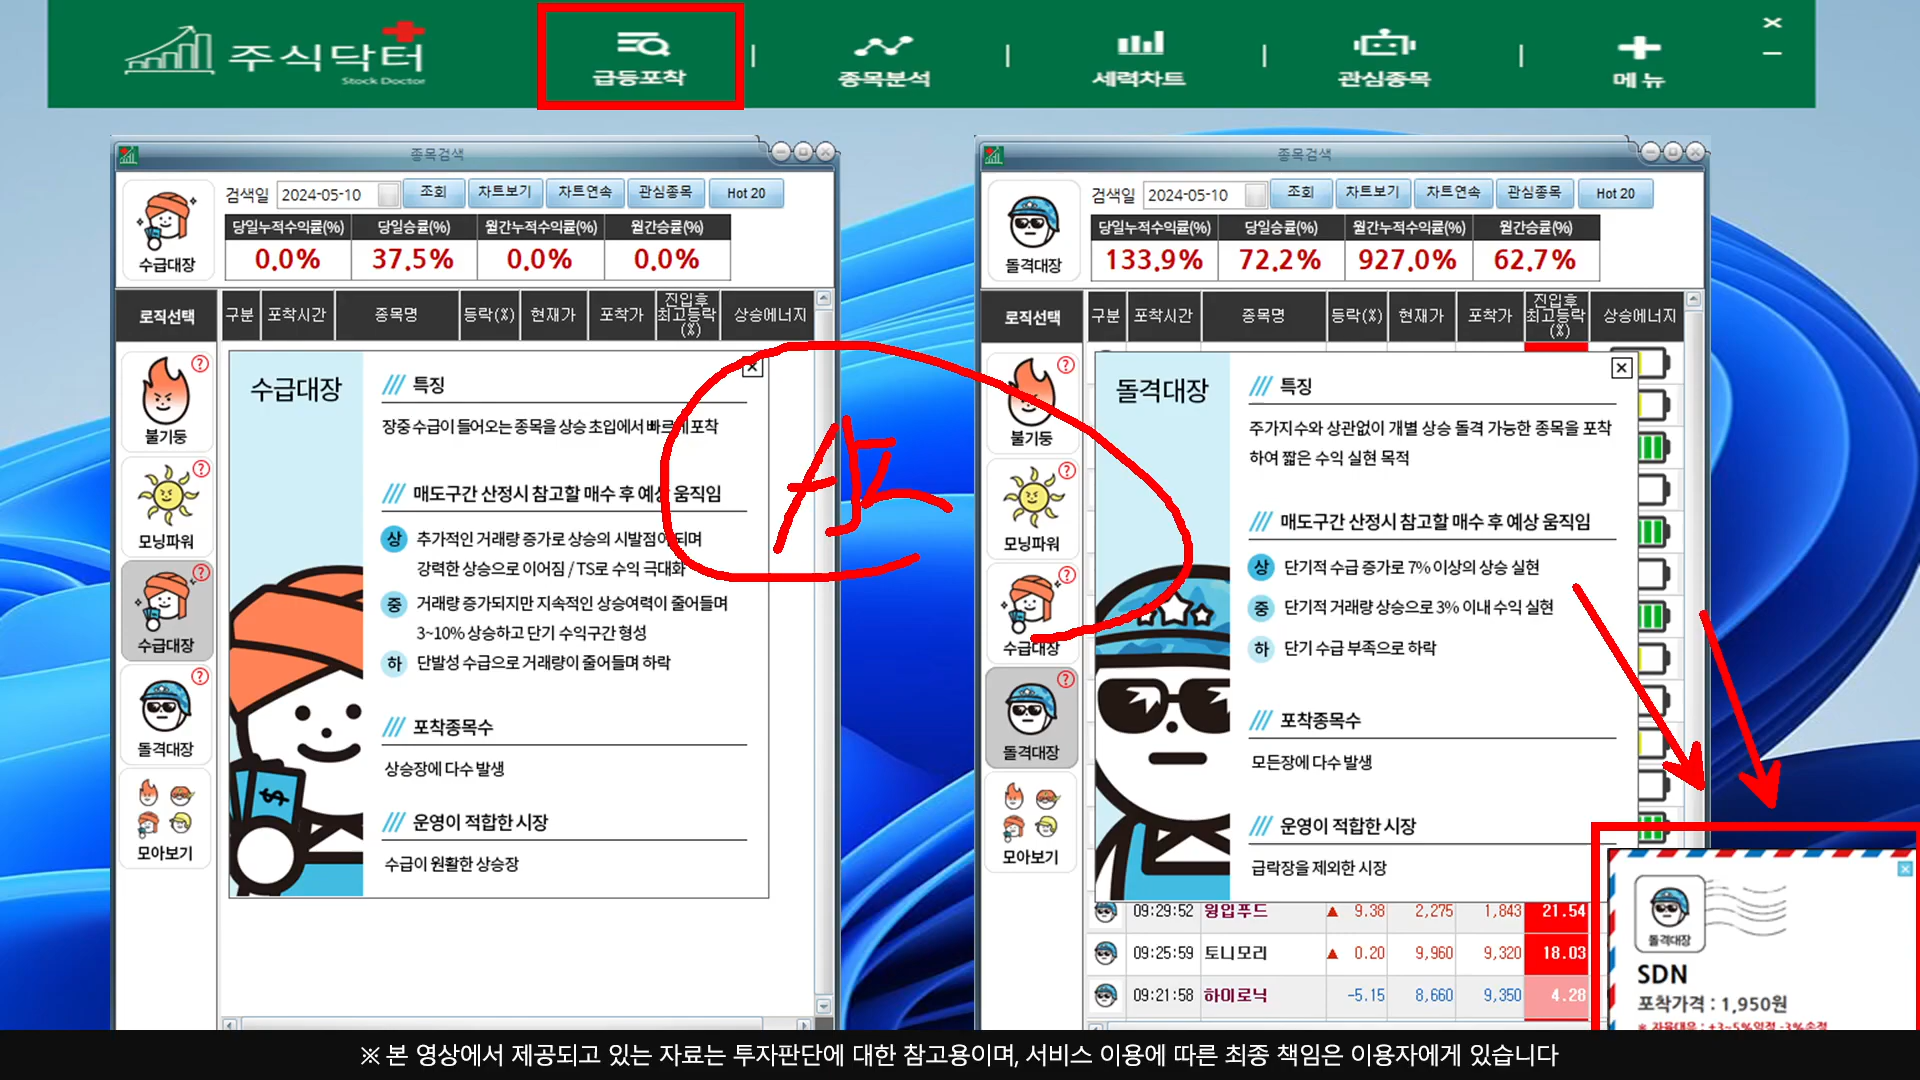 주식닥터
Stock Doctor
급등포착
종목분석
세력차트
관심종목
메뉴
종목검색
수급대장
검색일
2024-05-10
조회
차트보기
차트연속
관심종목
Hot 20
당일누적수익률(%)
당일승률(%)
월간누적수익률(%)
월간승률(%)
0.0%
37.5%
0.0%
0.0%
로직선택
구분
포착시간
종목명
등락(%)
현재가
포착가
진입후
최고등락
(%)
상승에너지
불기둥
모닝파워
수급대장
돌격대장
모아보기
수급대장
특징
장중 수급이 들어오는 종목을 상승 초입에서 빠르게 포착
매도구간 산정시 참고할 매수 후 예상 움직임
상 추가적인 거래량 증가로 상승의 시발점이 되며
강력한 상승으로 이어짐 / TS로 수익 극대화
중 거래량 증가되지만 지속적인 상승여력이 줄어들며
3~10% 상승하고 단기 수익구간 형성
하 단발성 수급으로 거래량이 줄어들며 하락
포착종목수
상승장에 다수 발생
운영이 적합한 시장
수급이 원활한 상승장
종목검색
돌격대장
검색일
2024-05-10
조회
차트보기
차트연속
관심종목
Hot 20
당일누적수익률(%)
당일승률(%)
월간누적수익률(%)
월간승률(%)
133.9%
72.2%
927.0%
62.7%
로직선택
구분
포착시간
종목명
등락(%)
현재가
포착가
진입후
최고등락
(%)
상승에너지
불기둥
모닝파워
수급대장
돌격대장
모아보기
돌격대장
특징
주가지수와 상관없이 개별 상승 돌격 가능한 종목을 포착
하여 짧은 수익 실현 목적
매도구간 산정시 참고할 매수 후 예상 움직임
상 단기적 수급 증가로 7% 이상의 상승 실현
중 단기적 거래량 상승으로 3% 이내 수익 실현
하 단기 수급 부족으로 하락
포착종목수
모든장에 다수 발생
운영이 적합한 시장
급락장을 제외한 시장
09:29:52 윙입푸드 ▲ 9.38 2,275 1,843 21.54
09:25:59 토니모리 ▲ 0.20 9,960 9,320 18.03
09:21:58 하이로닉 -5.15 8,660 9,350 4.28
돌격대장
SDN
포착가격 : 1,950원
※ 본 영상에서 제공되고 있는 자료는 투자판단에 대한 참고용이며, 서비스 이용에 따른 최종 책임은 이용자에게 있습니다